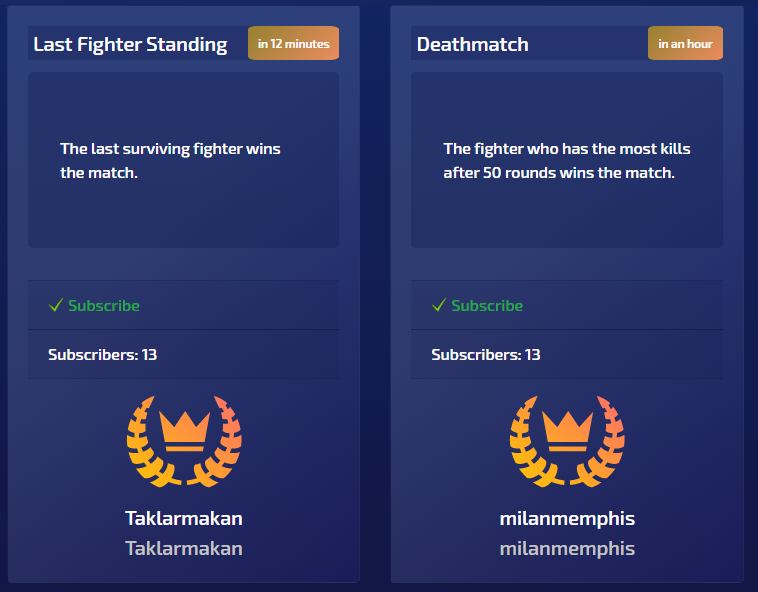 Last Fighter Standing
in 12 minutes
The last surviving fighter wins
the match.
Subscribe
Subscribers: 13
Taklarmakan
Taklarmakan
Deathmatch
in an hour
The fighter who has the most kills
after 50 rounds wins the match.
Subscribe
Subscribers: 13
milanmemphis
milanmemphis